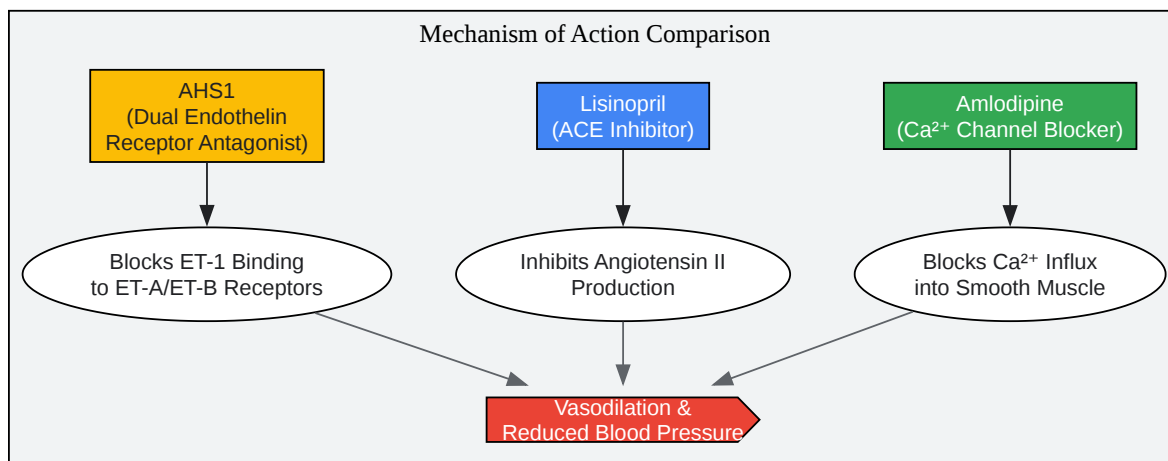 Mechanism of Action Comparison
AHS1
(Dual Endothelin
Receptor Antagonist)
Lisinopril
(ACE Inhibitor)
Amlodipine
(Ca²⁺ Channel Blocker)
Blocks ET-1 Binding
to ET-A/ET-B Receptors
Inhibits Angiotensin II
Production
Blocks Ca²⁺ Influx
into Smooth Muscle
Vasodilation &
Reduced Blood Pressure